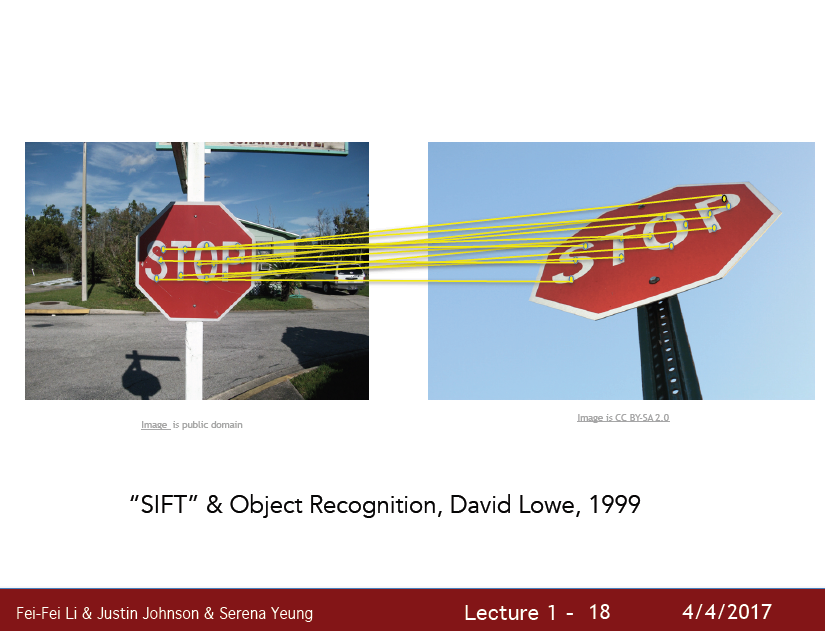 STOP
STOP
Image is public domain
Image is CC BY-SA 2.0
“SIFT” & Object Recognition, David Lowe, 1999
Fei-Fei Li & Justin Johnson & Serena Yeung
Lecture 1 - 18
4/4/2017